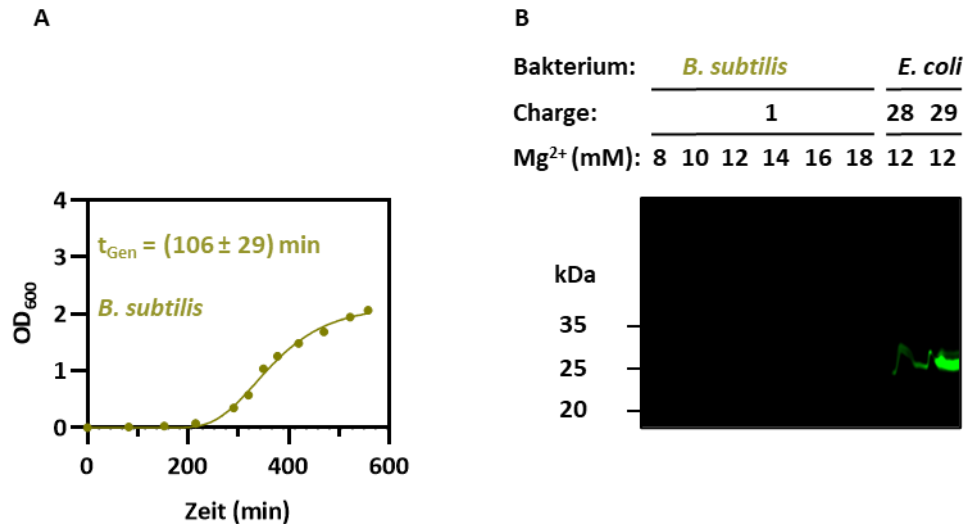 A
4
3
2
1
0
OD600
t_Gen = (106 ± 29) min
B. subtilis
0 200 400 600
Zeit (min)
B
Bakterium: B. subtilis E. coli
Charge: 1 28 29
Mg²⁺ (mM): 8 10 12 14 16 18 12 12
kDa
35
25
20